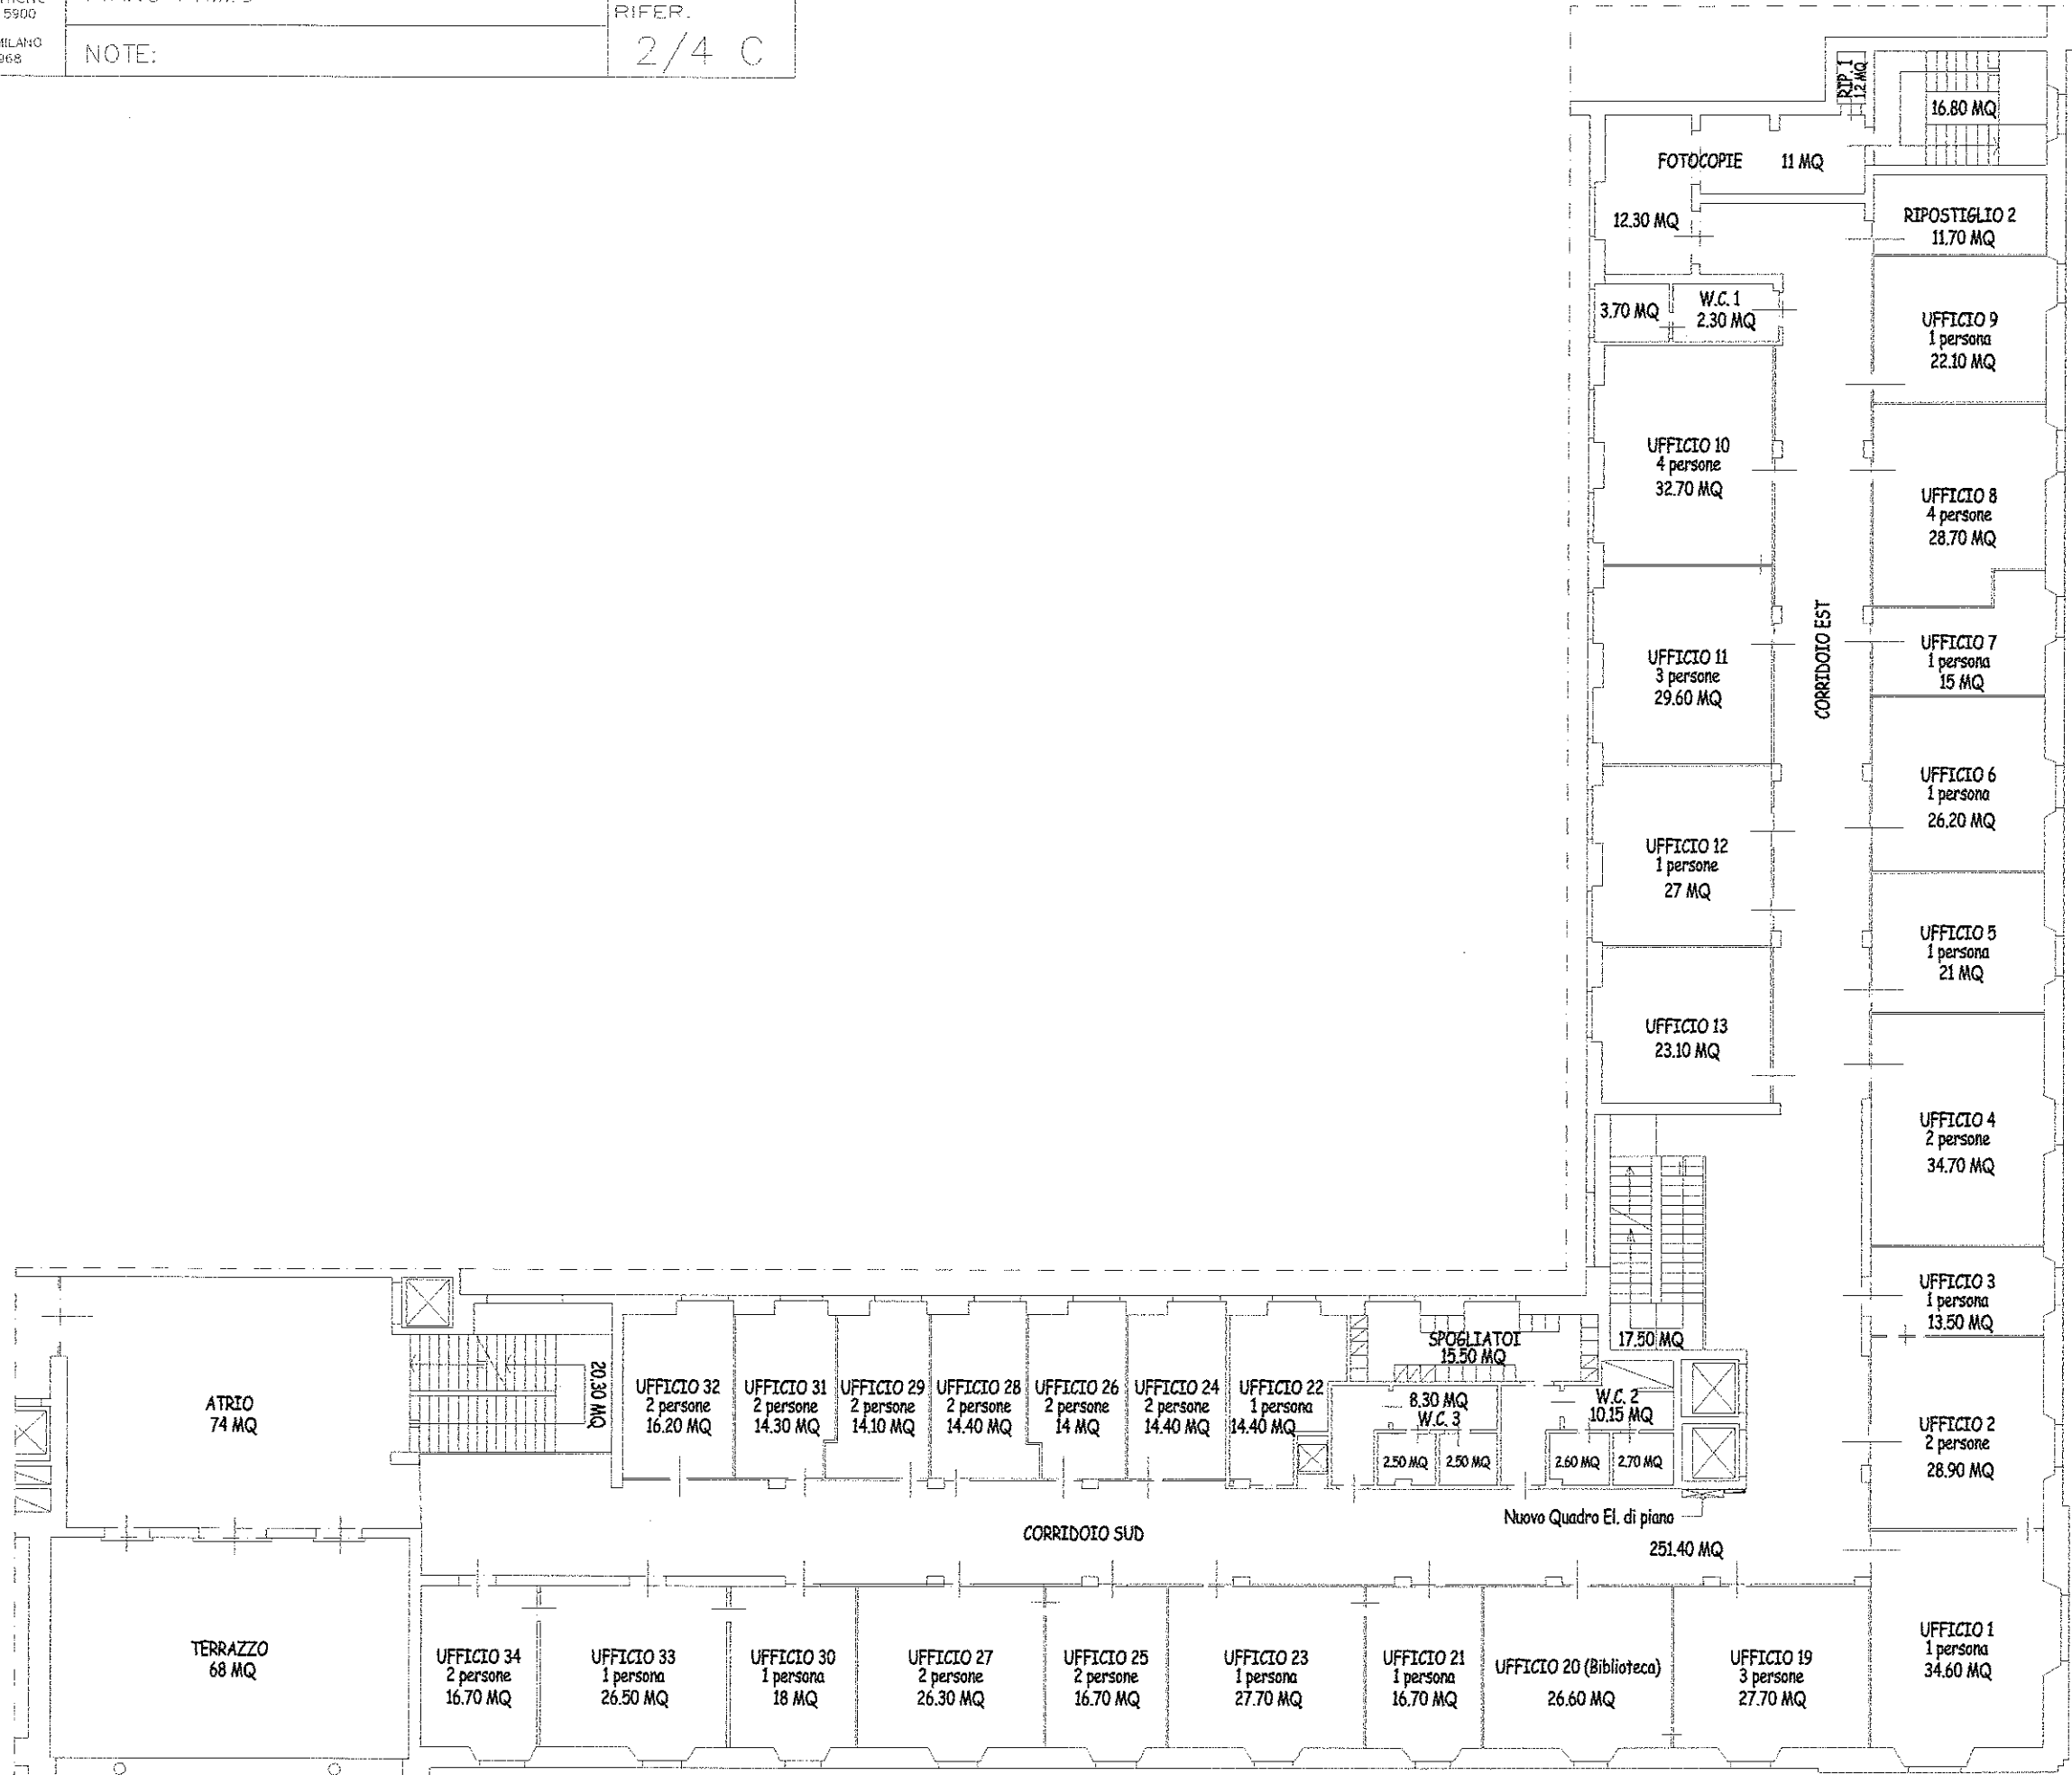 5900
MILANO
968
NOTE:
RIFER.
2/4 C
RIP. 1
1.2 MQ
16.80 MQ
FOTOCOPIE 11 MQ
12.30 MQ
RIPOSTIGLIO 2
11.70 MQ
3.70 MQ
W.C. 1
2.30 MQ
UFFICIO 9
1 persona
22.10 MQ
UFFICIO 10
4 persone
32.70 MQ
UFFICIO 8
4 persone
28.70 MQ
CORRIDOIO EST
UFFICIO 11
3 persone
29.60 MQ
UFFICIO 7
1 persona
15 MQ
UFFICIO 6
1 persona
26.20 MQ
UFFICIO 12
1 persone
27 MQ
UFFICIO 5
1 persona
21 MQ
UFFICIO 13
23.10 MQ
UFFICIO 4
2 persone
34.70 MQ
UFFICIO 3
1 persona
13.50 MQ
17.50 MQ
SPOGLIATOI
15.50 MQ
ATRIO
74 MQ
20.30 MQ
UFFICIO 32
2 persone
16.20 MQ
UFFICIO 31
2 persone
14.30 MQ
UFFICIO 29
2 persone
14.10 MQ
UFFICIO 28
2 persone
14.40 MQ
UFFICIO 26
2 persone
14 MQ
UFFICIO 24
2 persone
14.40 MQ
UFFICIO 22
1 persona
14.40 MQ
8.30 MQ
W.C. 3
2.50 MQ
2.50 MQ
W.C. 2
10.15 MQ
2.60 MQ
2.70 MQ
UFFICIO 2
2 persone
28.90 MQ
Nuovo Quadro El. di piano
CORRIDOIO SUD
251.40 MQ
TERRAZZO
68 MQ
UFFICIO 34
2 persone
16.70 MQ
UFFICIO 33
1 persona
26.50 MQ
UFFICIO 30
1 persona
18 MQ
UFFICIO 27
2 persone
26.30 MQ
UFFICIO 25
2 persone
16.70 MQ
UFFICIO 23
1 persona
27.70 MQ
UFFICIO 21
1 persona
16.70 MQ
UFFICIO 20 (Biblioteca)
26.60 MQ
UFFICIO 19
3 persone
27.70 MQ
UFFICIO 1
1 persona
34.60 MQ